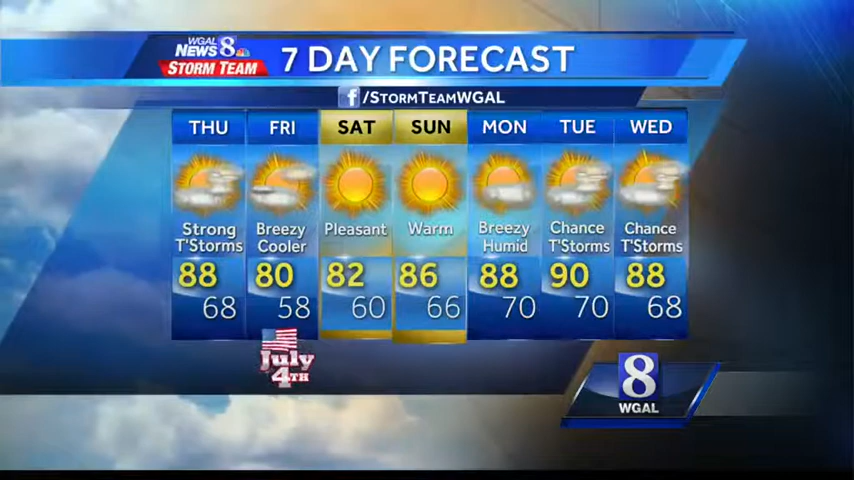 WGAL
NEWS 8
STORM TEAM
7 DAY FORECAST
f/STORMTEAMWGAL
THU FRI SAT SUN MON TUE WED
Strong T'Storms
Breezy Cooler
Pleasant
Warm
Breezy Humid
Chance T'Storms
Chance T'Storms
88 80 82 86 88 90 88
68 58 60 66 70 70 68
July
4TH
8
WGAL